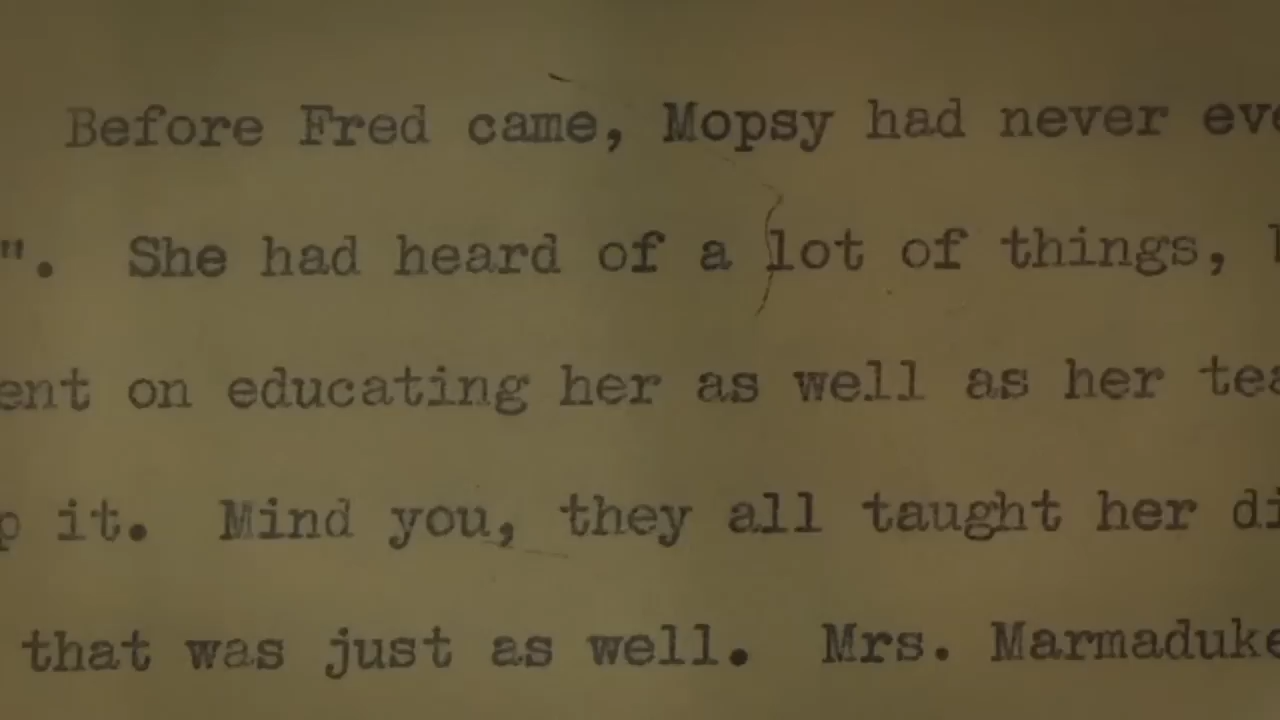 Before Fred came, Mopsy had never eve
". She had heard of a lot of things, b
ent on educating her as well as her tea
p it. Mind you, they all taught her di
that was just as well. Mrs. Marmaduke